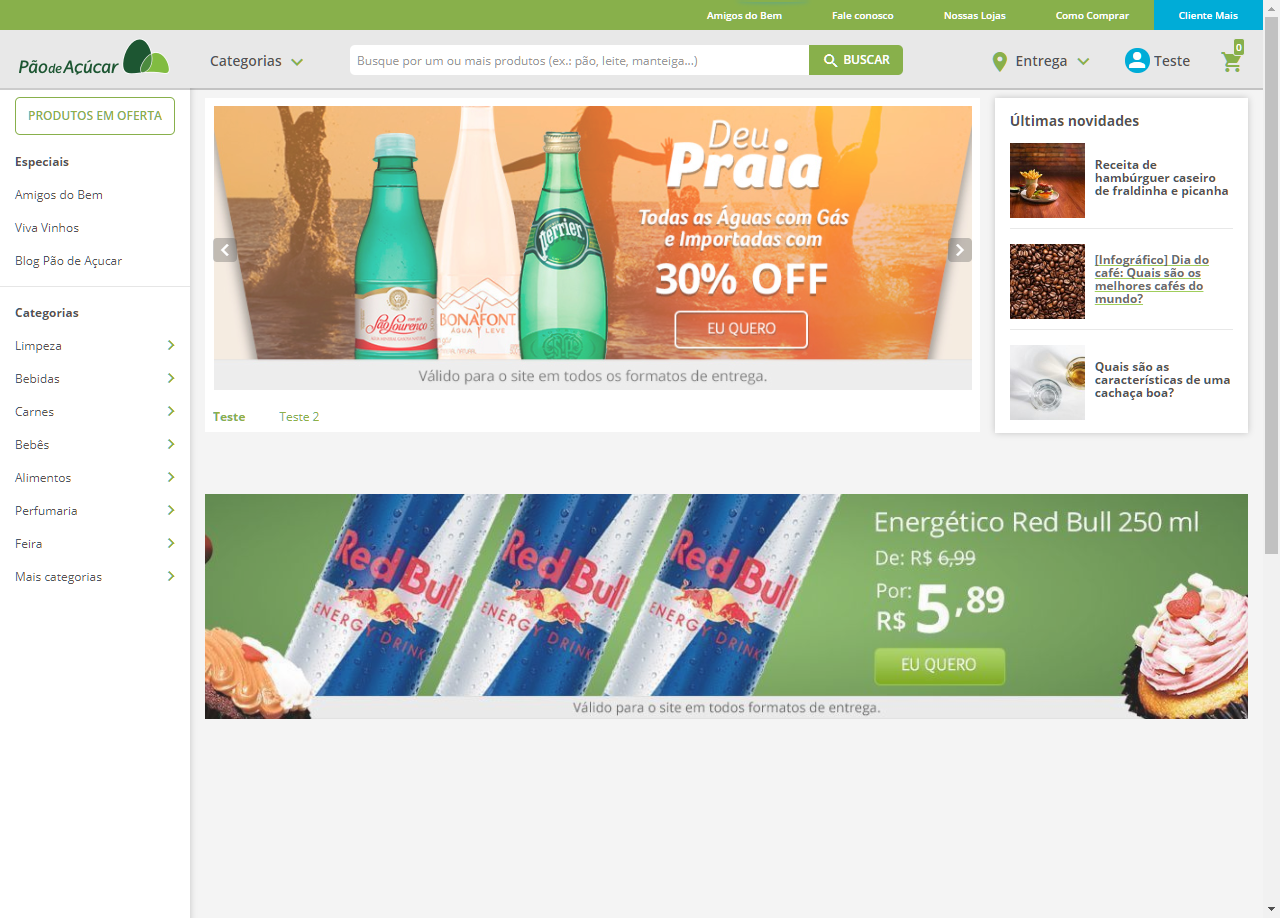 Amigos do Bem
Fale conosco
Nossas Lojas
Como Comprar
Cliente Mais
Pão de Açúcar
Categorias
Busque por um ou mais produtos (ex.: pão, leite, manteiga...)
BUSCAR
Entrega
Teste
0
PRODUTOS EM OFERTA
Especiais
Amigos do Bem
Viva Vinhos
Blog Pão de Açucar
Categorias
Limpeza
Bebidas
Carnes
Bebês
Alimentos
Perfumaria
Feira
Mais categorias
Deu
Praia
Todas as Águas com Gás
e Importadas com
30% OFF
EU QUERO
São Lourenço
BONAFONT
ÁGUA LEVE
perrier
Válido para o site em todos os formatos de entrega.
Teste
Teste 2
Últimas novidades
Receita de
hambúrguer caseiro
de fraldinha e picanha
[Infográfico] Dia do
café: Quais são os
melhores cafés do
mundo?
Quais são as
características de uma
cachaça boa?
Red Bull
ENERGY DRINK
Red Bull
ENERGY DRINK
Red Bull
ENERGY DRINK
Energético Red Bull 250 ml
De: R$ 6,99
Por:
R$ 5,89
EU QUERO
Válido para o site em todos formatos de entrega.